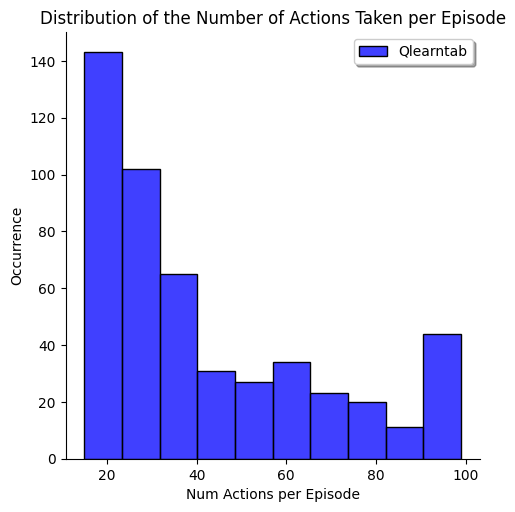 Distribution of the Number of Actions Taken per Episode
Qlearntab
140
120
100
80
60
40
20
0
Occurrence
20 40 60 80 100
Num Actions per Episode